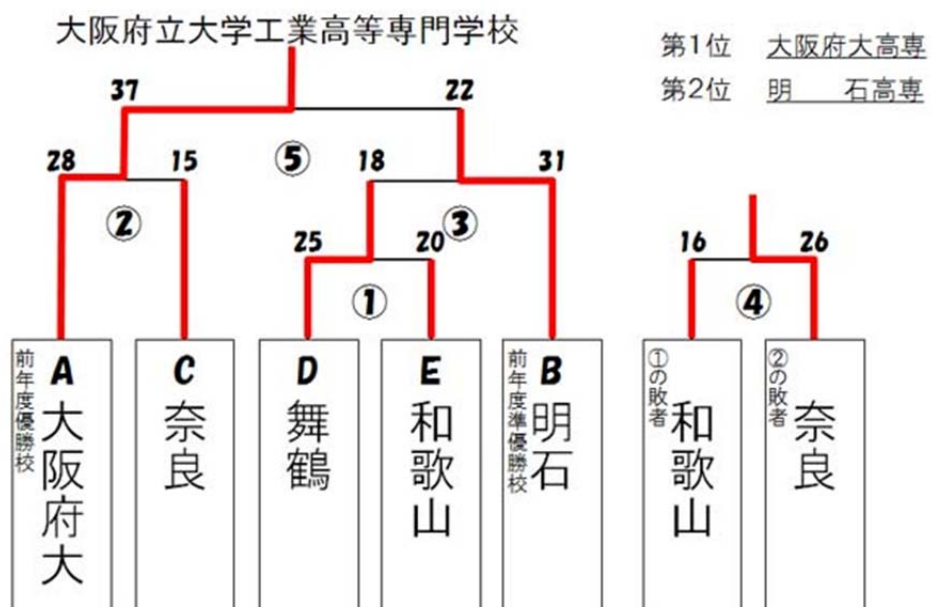 大阪府立大学工業高等専門学校
第1位 大阪府大高専
第2位 明 石高専
37 22
28 15 ⑤ 18 31
② ③
25 20 16 26
① ④
前年度優勝校
A 大阪府大
C 奈良
D 舞鶴
E 和歌山
前年度準優勝校
B 明石
①の敗者
和歌山
②の敗者
奈良